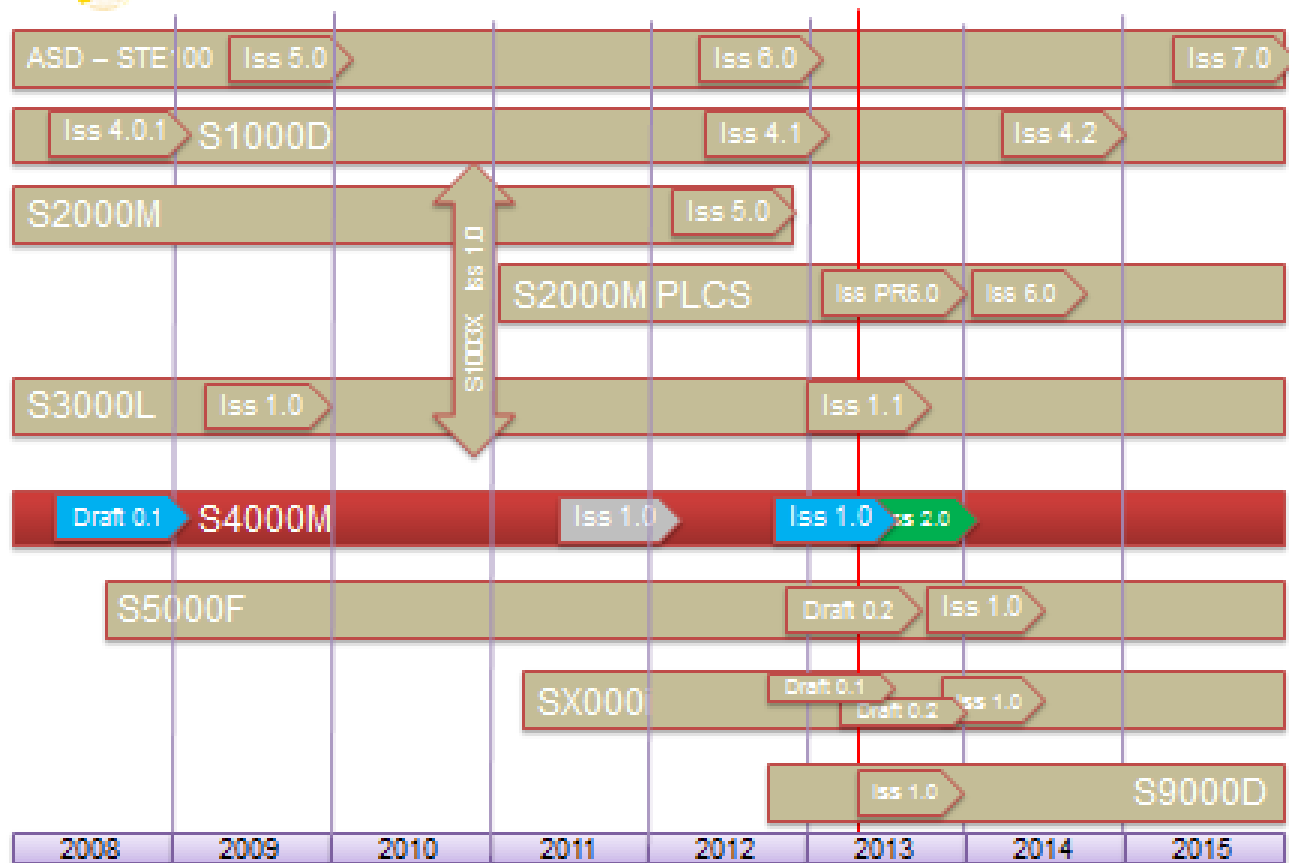 ASD – STE100 Iss 5.0 Iss 6.0 Iss 7.0
Iss 4.0.1 S1000D Iss 4.1 Iss 4.2
S2000M Iss 5.0
S1003X Iss 1.0
S2000M PLCS Iss PR6.0 Iss 6.0
S3000L Iss 1.0 Iss 1.1
Draft 0.1 S4000M Iss 1.0 Iss 1.0 Iss 2.0
S5000F Draft 0.2 Iss 1.0
SX000i Draft 0.1 Draft 0.2 Iss 1.0
Iss 1.0 S9000D
2008 2009 2010 2011 2012 2013 2014 2015